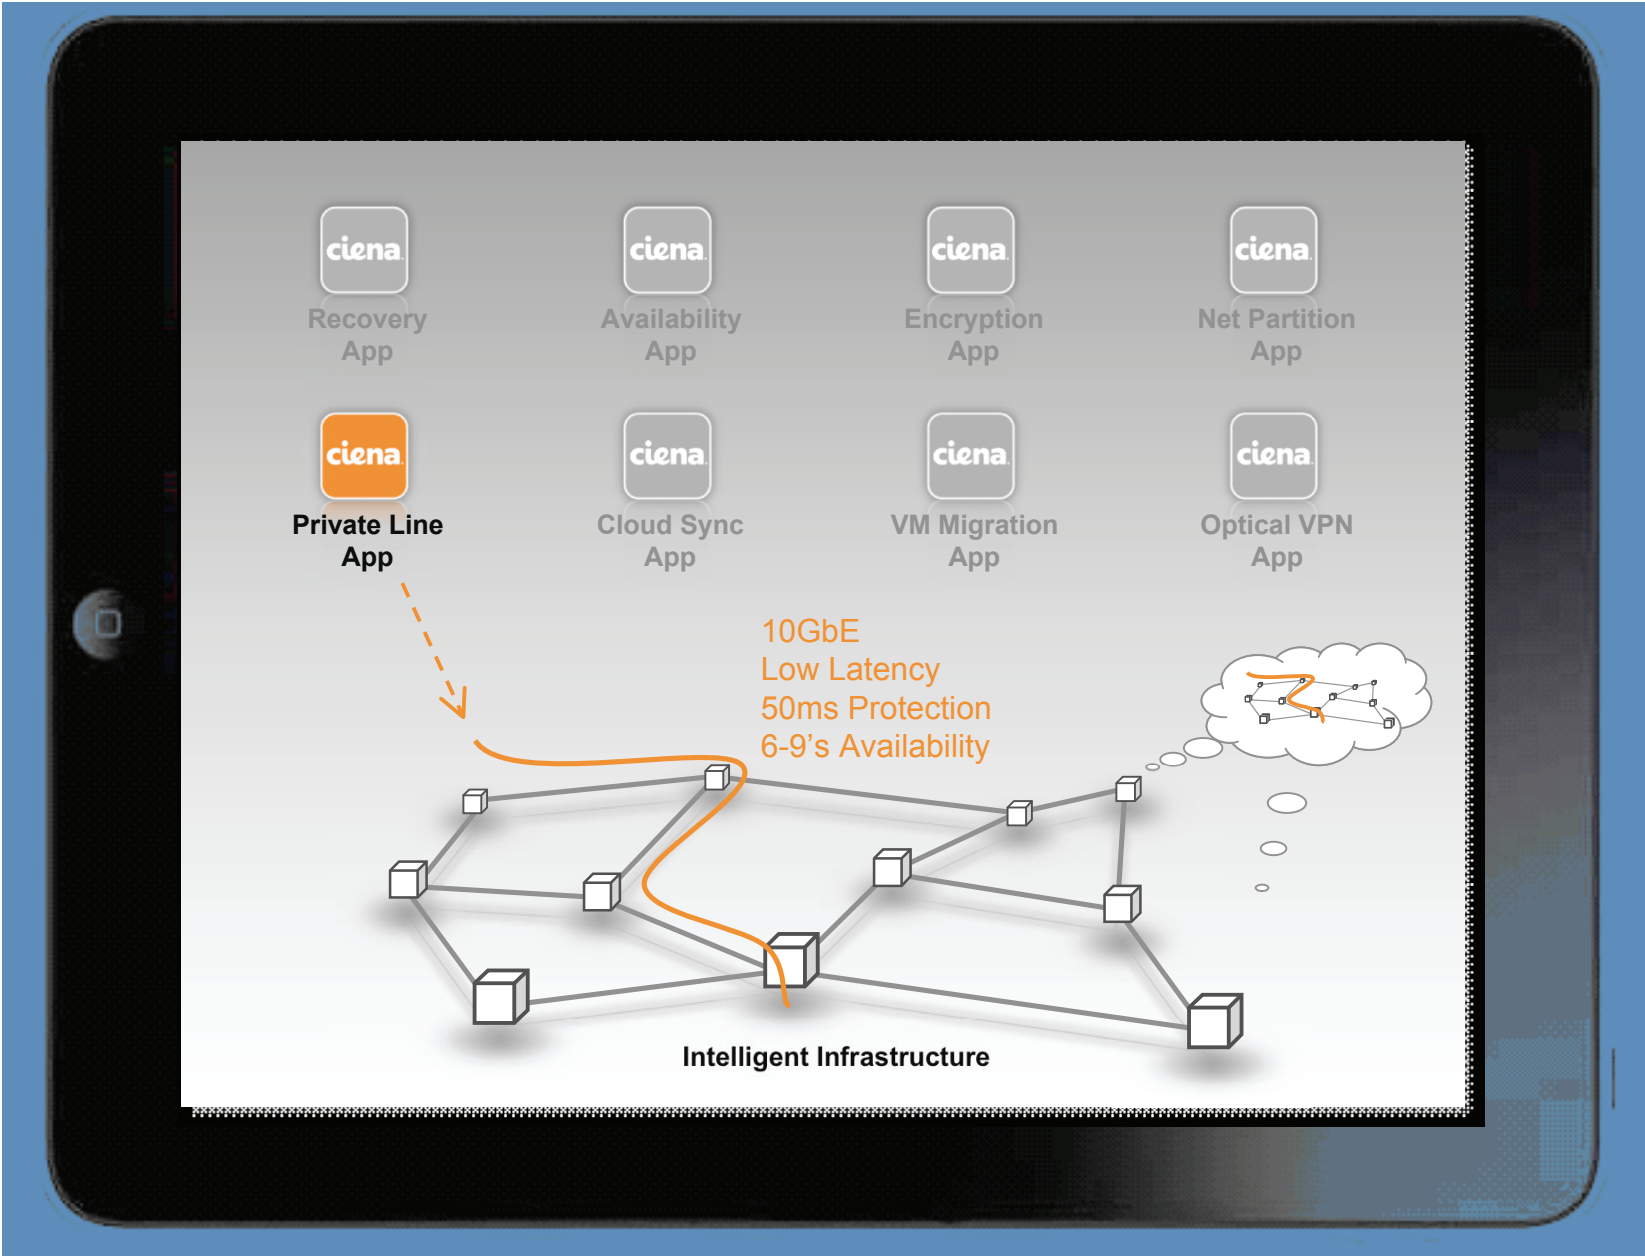 ciena ciena ciena ciena
Recovery Availability Encryption Net Partition
App App App App
ciena ciena ciena ciena
Private Line Cloud Sync VM Migration Optical VPN
App App App App
10GbE
Low Latency
50ms Protection
6-9's Availability
Intelligent Infrastructure